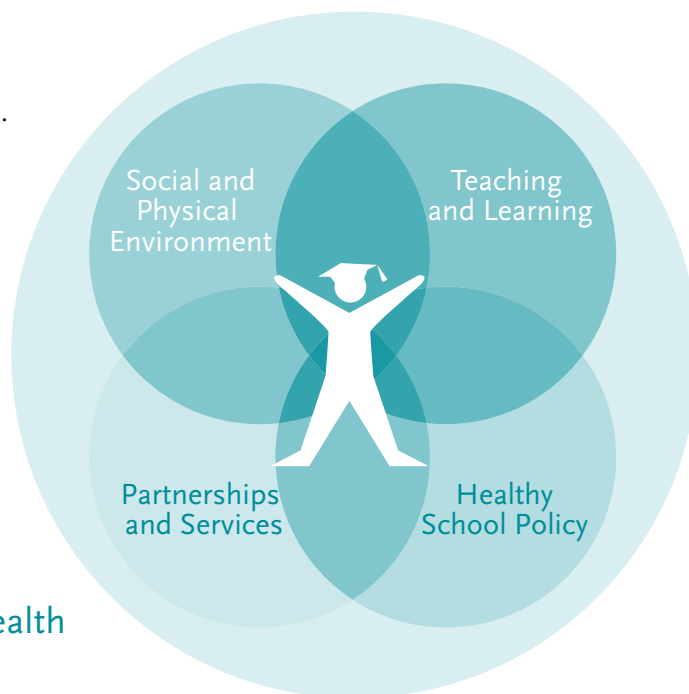 .
Social and
Physical
Environment
Teaching
and Learning
Partnerships
and Services
Healthy
School Policy
ealth